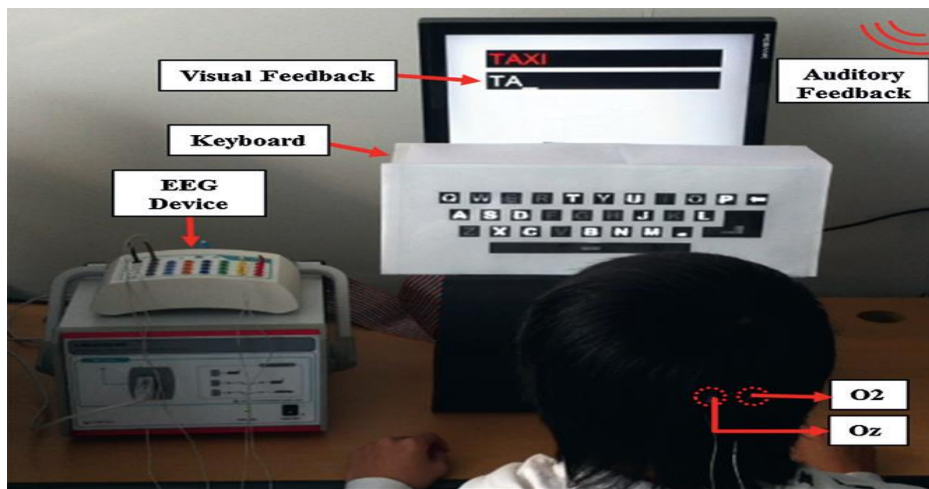 TAXI
TA_
Visual Feedback
Auditory
Feedback
Keyboard
EEG
Device
Q W E R T Y U I O P ←
A S D F G H J K L
Z X C V B N M .
O2
Oz